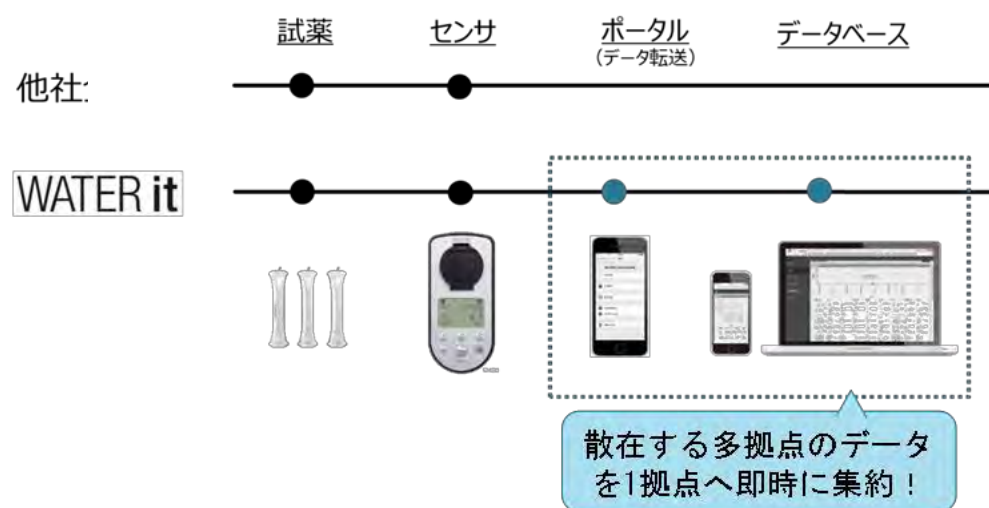 試薬
センサ
ポータル
(データ転送)
データベース
他社
WATER it
散在する多拠点のデータ
を1拠点へ即時に集約！